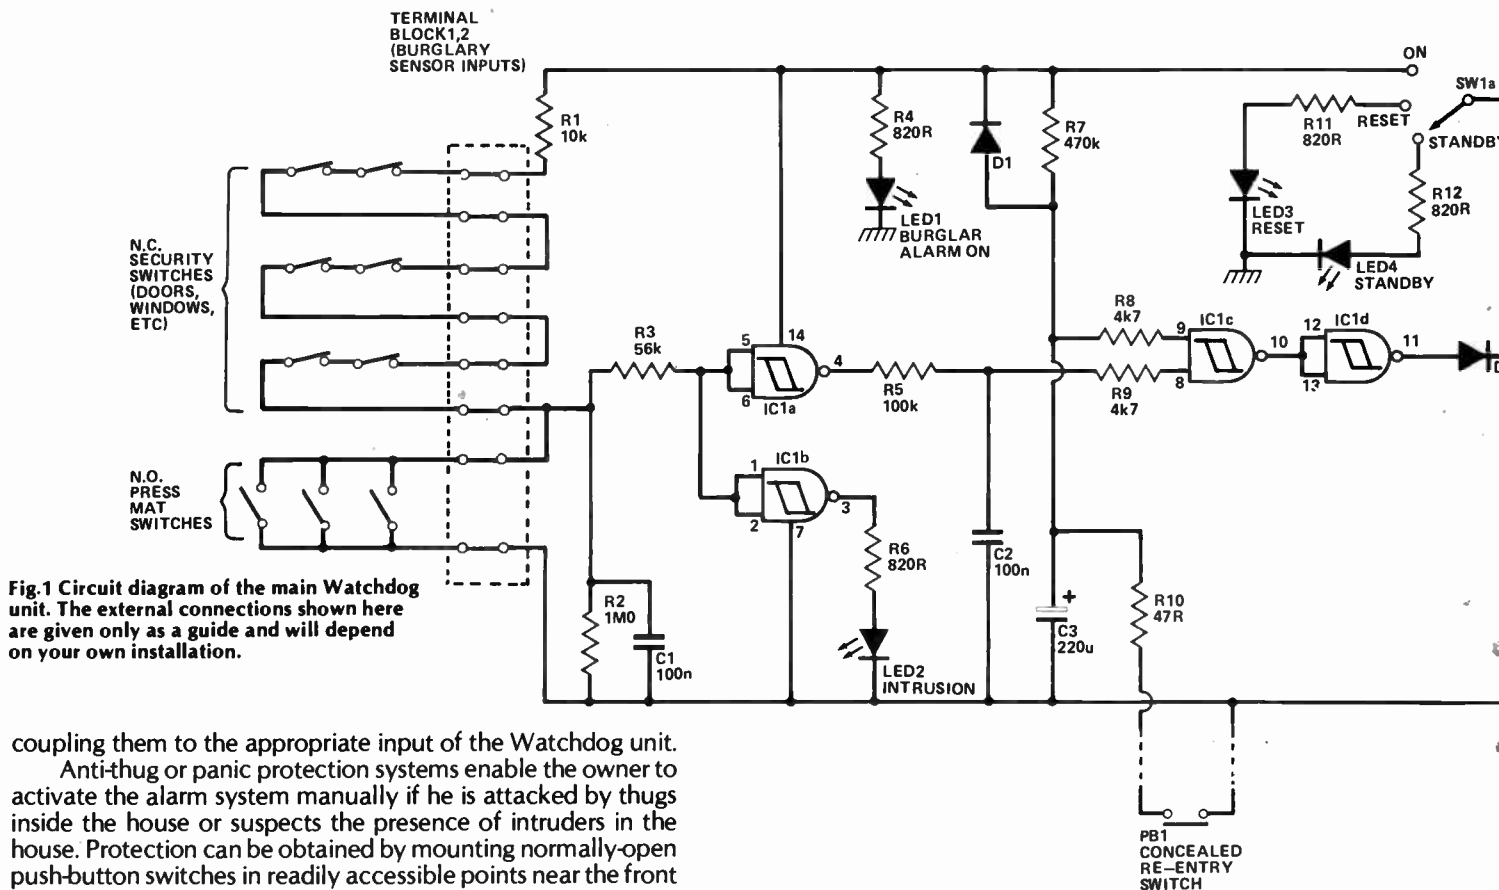 TERMINAL
BLOCK1,2
(BURGLARY
SENSOR INPUTS)
ON
SW1a
R1
10k
R4
820R
R7
470k
D1
R11
820R
RESET
STANDBY
LED1
BURGLAR
ALARM ON
LED3
RESET
R12
820R
LED4
STANDBY
N.C.
SECURITY
SWITCHES
(DOORS,
WINDOWS,
ETC)
R3
56k
5
6
14
4
IC1a
R5
100k
R8
4k7
R9
4k7
9
8
IC1c
10
12
13
IC1d
11
D
N.O.
PRESS
MAT
SWITCHES
1
2
IC1b
3
7
R6
820R
C2
100n
R2
1M0
C1
100n
LED2
INTRUSION
+
C3
220u
R10
47R
PB1
CONCEALED
RE-ENTRY
SWITCH
Fig.1 Circuit diagram of the main Watchdog
unit. The external connections shown here
are given only as a guide and will depend
on your own installation.
coupling them to the appropriate input of the Watchdog unit.
Anti-thug or panic protection systems enable the owner to
activate the alarm system manually if he is attacked by thugs
inside the house or suspects the presence of intruders in the
house. Protection can be obtained by mounting normally-open
push-button switches in readily accessible points near the front